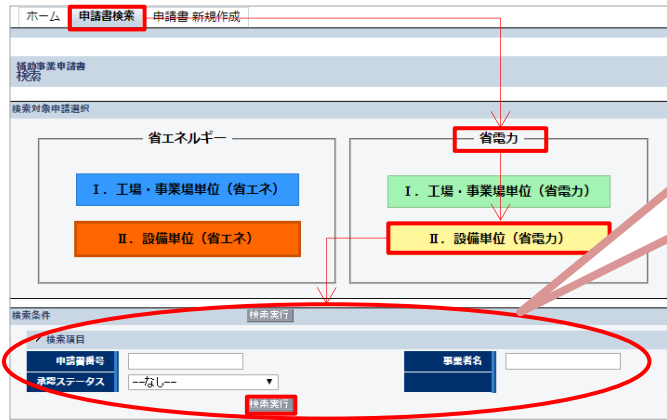 ホーム 申請書検索 申請書 新規作成
補助事業申請書
検索
検索対象申請選択
省エネルギー 省電力
Ⅰ．工場・事業場単位（省エネ） Ⅰ．工場・事業場単位（省電力）
Ⅱ．設備単位（省エネ） Ⅱ．設備単位（省電力）
検索条件 検索実行
検索項目
申請書番号 事業者名
承認ステータス --なし--
検索実行